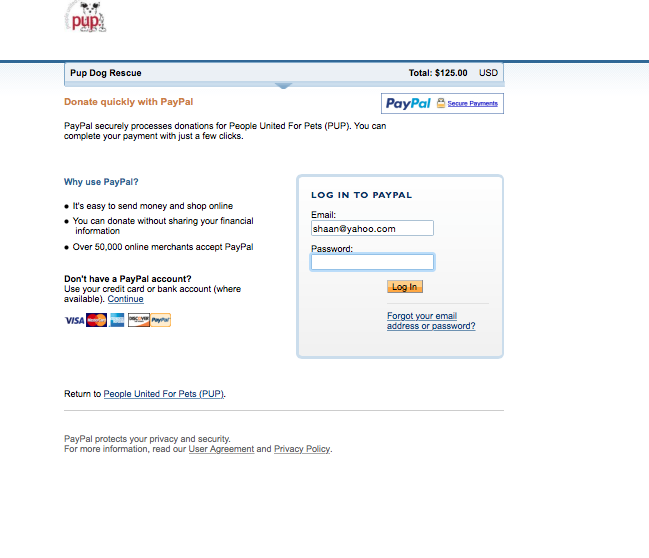 pup.
Pup Dog Rescue Total: $125.00 USD
Donate quickly with PayPal
PayPal Secure Payments
PayPal securely processes donations for People United For Pets (PUP). You can
complete your payment with just a few clicks.
Why use PayPal?
It's easy to send money and shop online
You can donate without sharing your financial
information
Over 50,000 online merchants accept PayPal
Don't have a PayPal account?
Use your credit card or bank account (where
available). Continue
VISA MasterCard DISCOVER PayPal
LOG IN TO PAYPAL
Email:
shaan@yahoo.com
Password:
Log In
Forgot your email
address or password?
Return to People United For Pets (PUP).
PayPal protects your privacy and security.
For more information, read our User Agreement and Privacy Policy.